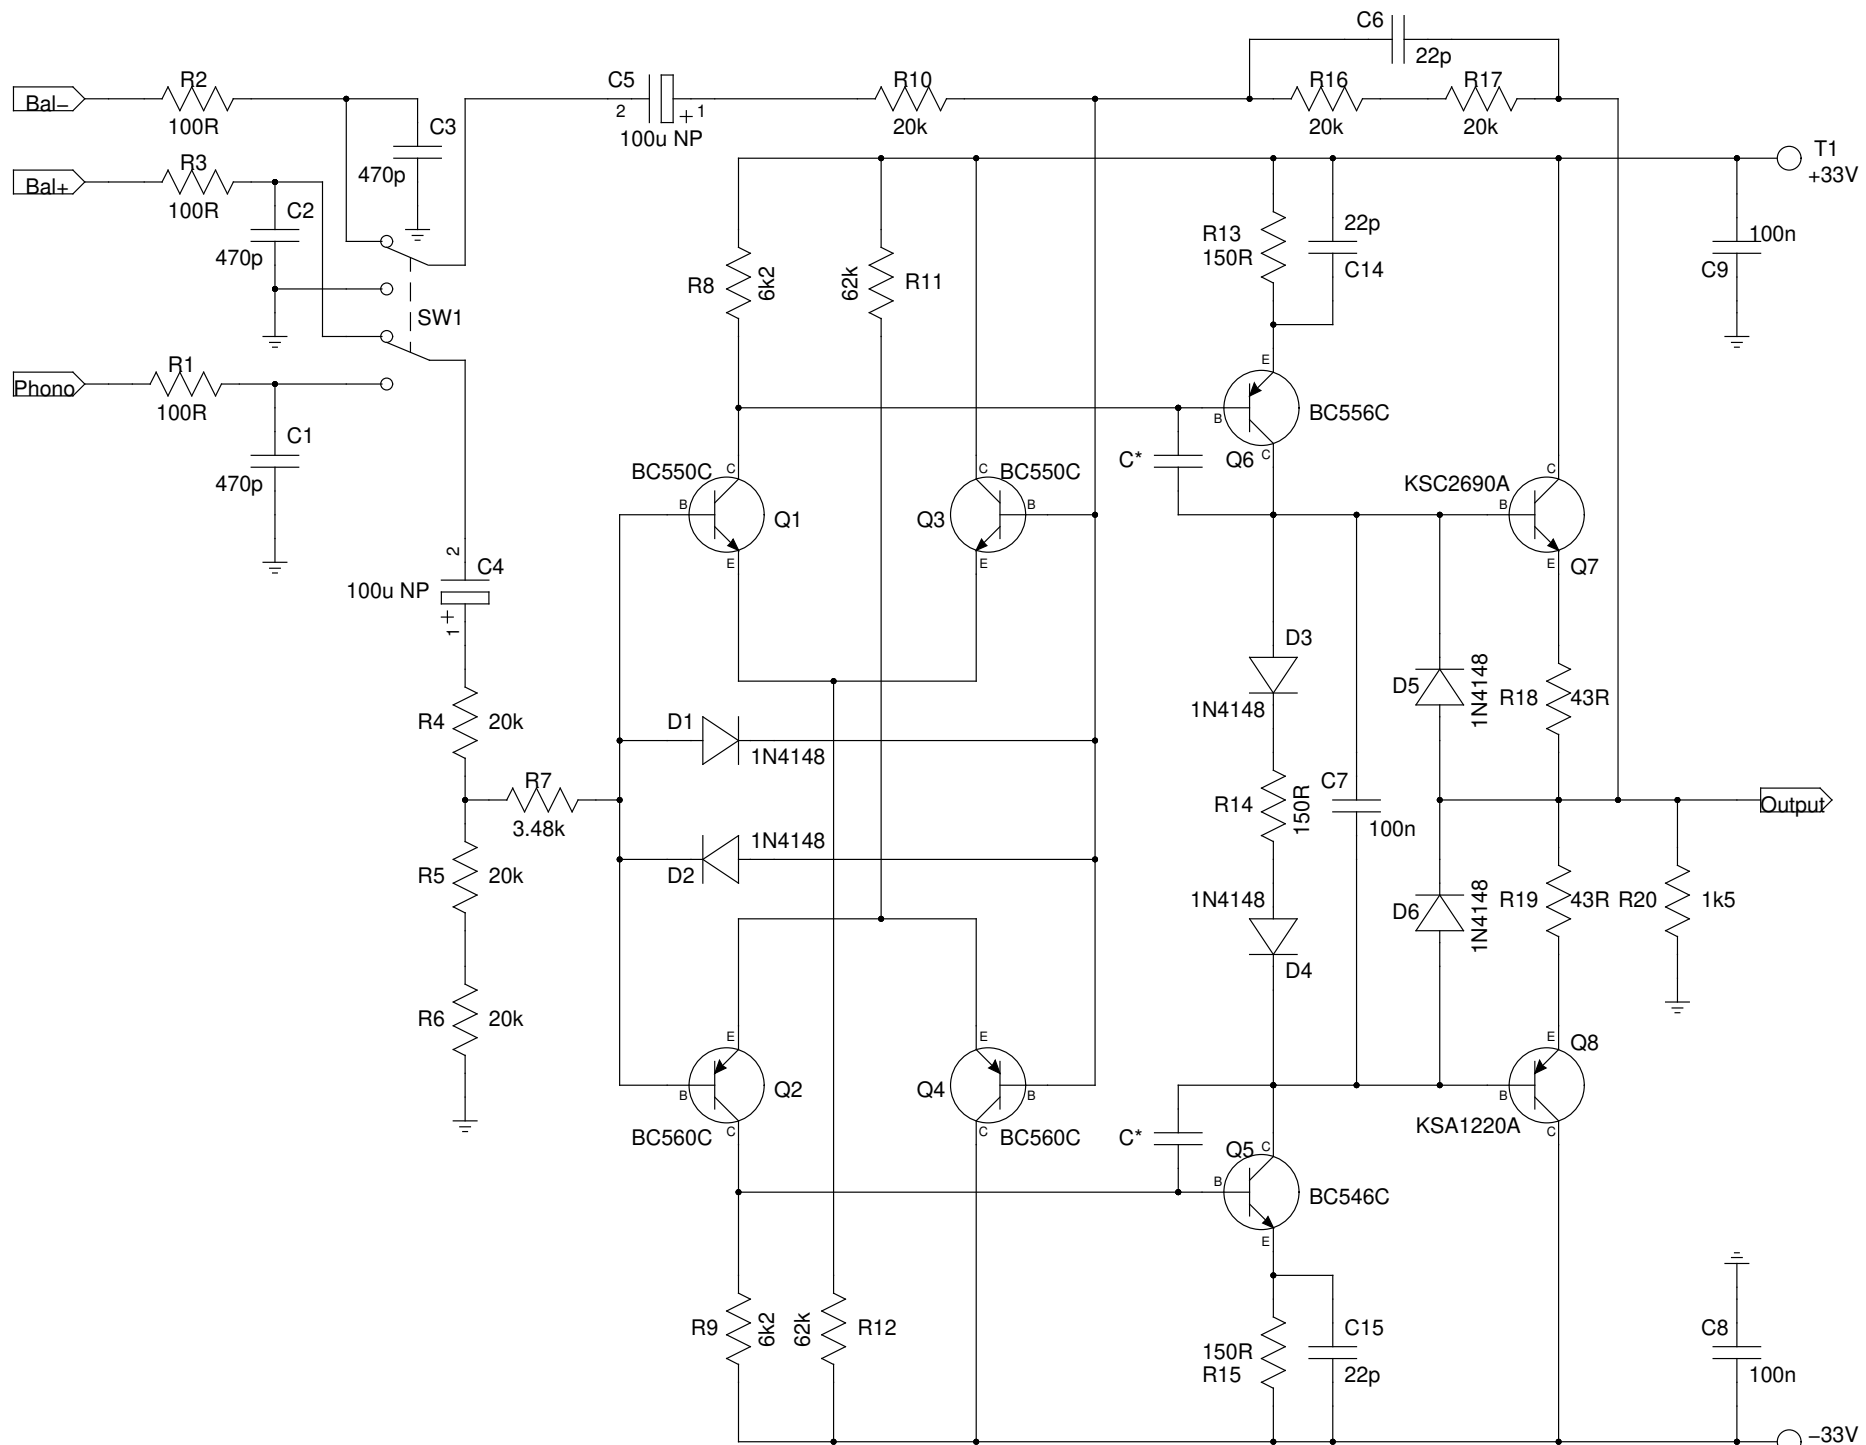 C6
22p
Bal−
R2
100R
C3
470p
C5
2
+
1
100u NP
R10
20k
R16
20k
R17
20k
T1
+33V
Bal+
R3
100R
C2
470p
SW1
R8
6k2
62k
R11
R13
150R
22p
C14
100n
C9
Phono
R1
100R
C1
470p
E
B
C
BC556C
Q6
C*
BC550C
C
B
E
Q1
BC550C
C
B
E
Q3
KSC2690A
C
B
E
Q7
2
C4
100u NP
+
1
D3
1N4148
D5
1N4148
R18
43R
R4
20k
D1
1N4148
R7
3.48k
R14
150R
C7
100n
Output
D2
1N4148
R5
20k
1N4148
D4
D6
1N4148
R19
43R
R20
1k5
R6
20k
E
B
C
Q2
BC560C
E
B
C
Q4
BC560C
C*
Q5
C
B
E
BC546C
E
B
C
Q8
KSA1220A
R9
6k2
62k
R12
150R
R15
C15
22p
C8
100n
−33V